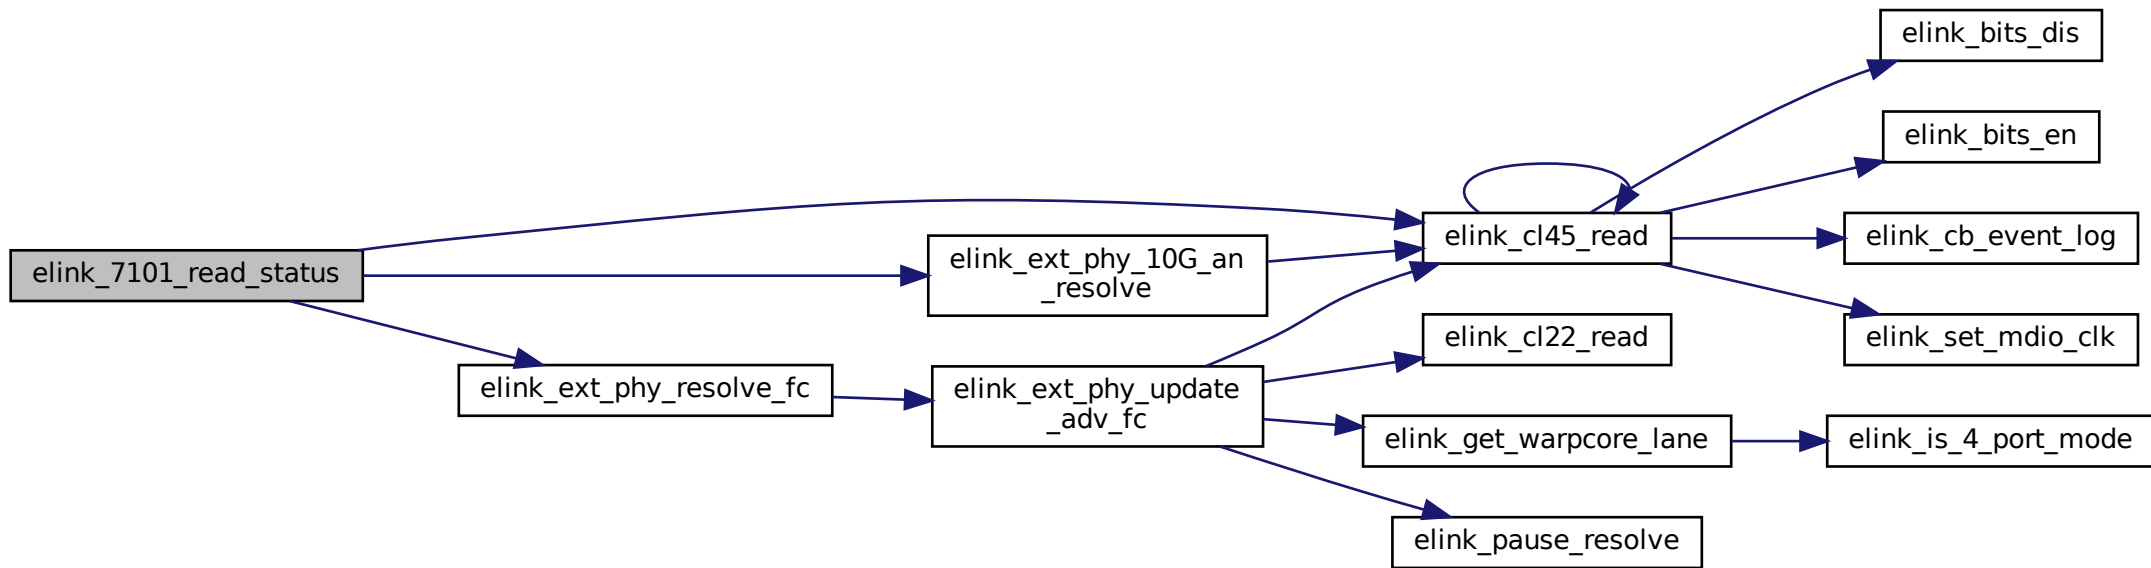 elink_bits_dis
elink_bits_en
elink_cl45_read
elink_cb_event_log
elink_7101_read_status
elink_ext_phy_10G_an
_resolve
elink_cl22_read
elink_set_mdio_clk
elink_ext_phy_resolve_fc
elink_ext_phy_update
_adv_fc
elink_get_warpcore_lane
elink_is_4_port_mode
elink_pause_resolve